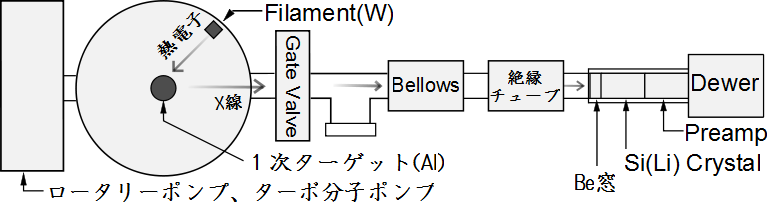 Filament(W)
熱電子
X線
Gate Valve
Bellows
絶縁
チューブ
Dewer
Preamp
Si(Li) Crystal
Be窓
1次ターゲット(Al)
ロータリーポンプ、ターボ分子ポンプ